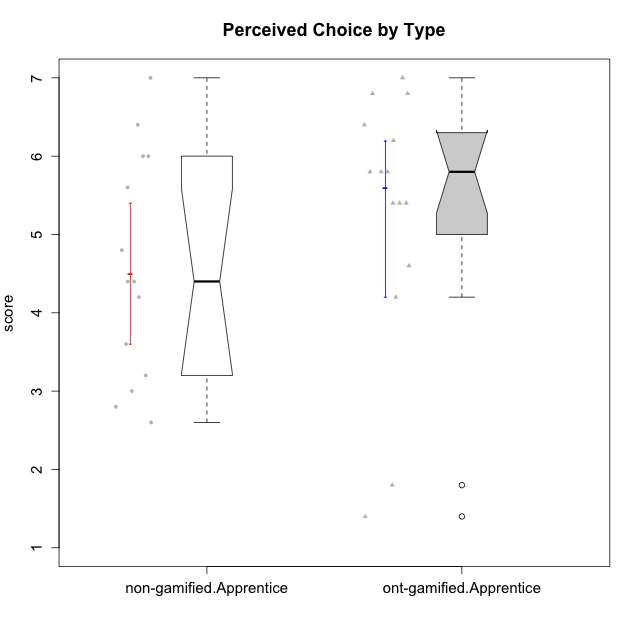 Perceived Choice by Type
score
7
6
5
4
3
2
1
non-gamified.Apprentice
ont-gamified.Apprentice